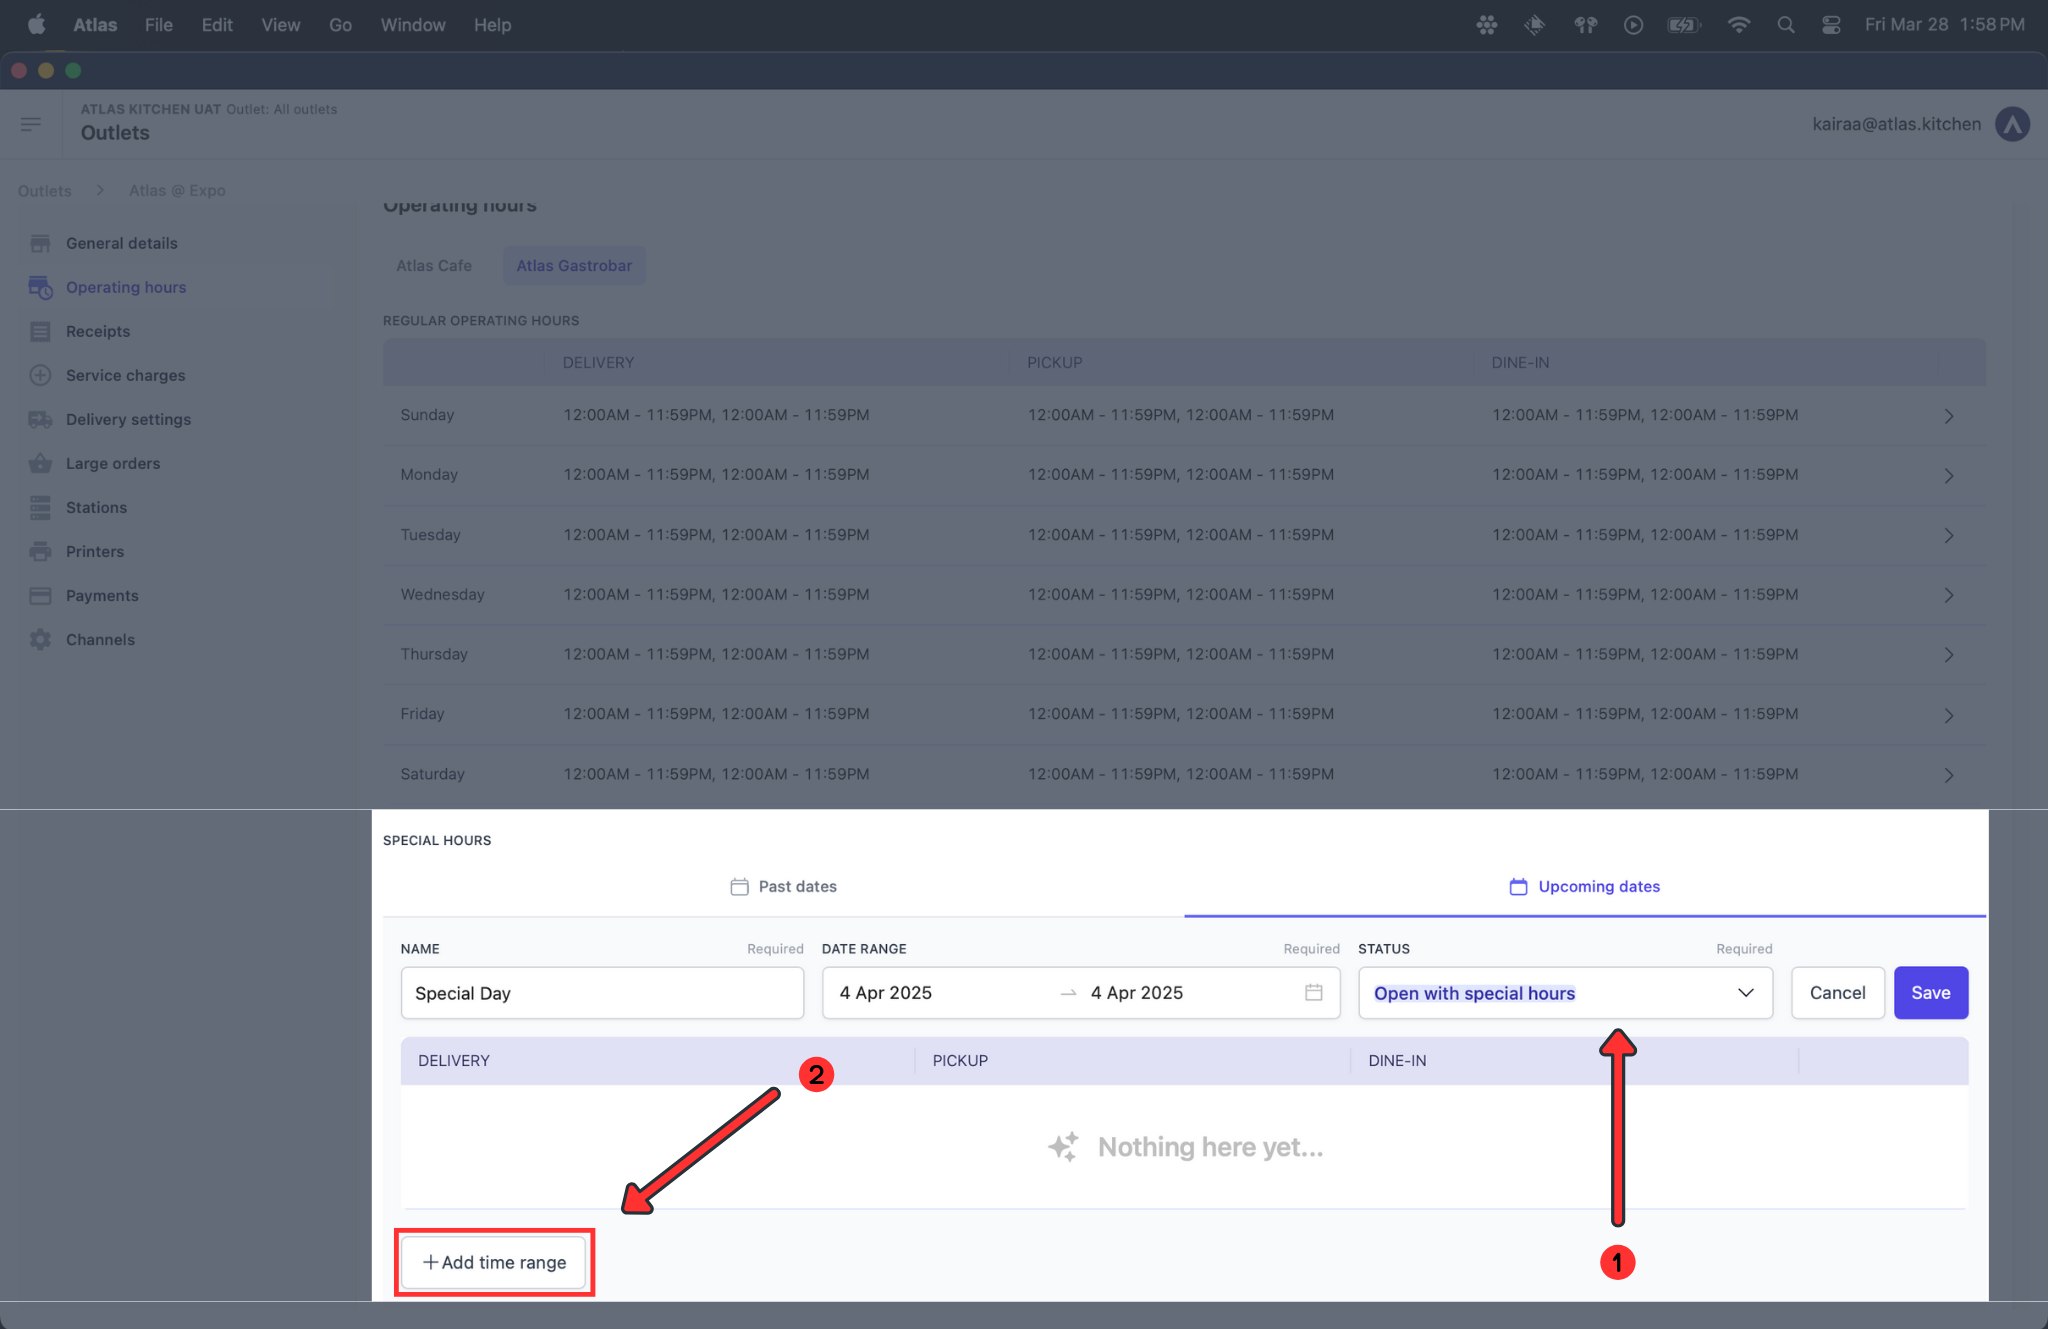 Atlas File Edit View Go Window Help Fri Mar 28 1:58 PM
ATLAS KITCHEN UAT Outlet: All outlets
Outlets
kairaa@atlas.kitchen
Outlets > Atlas @ Expo
Operating hours
General details
Operating hours
Receipts
Service charges
Delivery settings
Large orders
Stations
Printers
Payments
Channels
Atlas Cafe Atlas Gastrobar
REGULAR OPERATING HOURS
DELIVERY PICKUP DINE-IN
Sunday 12:00AM - 11:59PM, 12:00AM - 11:59PM 12:00AM - 11:59PM, 12:00AM - 11:59PM 12:00AM - 11:59PM, 12:00AM - 11:59PM
Monday 12:00AM - 11:59PM, 12:00AM - 11:59PM 12:00AM - 11:59PM, 12:00AM - 11:59PM 12:00AM - 11:59PM, 12:00AM - 11:59PM
Tuesday 12:00AM - 11:59PM, 12:00AM - 11:59PM 12:00AM - 11:59PM, 12:00AM - 11:59PM 12:00AM - 11:59PM, 12:00AM - 11:59PM
Wednesday 12:00AM - 11:59PM, 12:00AM - 11:59PM 12:00AM - 11:59PM, 12:00AM - 11:59PM 12:00AM - 11:59PM, 12:00AM - 11:59PM
Thursday 12:00AM - 11:59PM, 12:00AM - 11:59PM 12:00AM - 11:59PM, 12:00AM - 11:59PM 12:00AM - 11:59PM, 12:00AM - 11:59PM
Friday 12:00AM - 11:59PM, 12:00AM - 11:59PM 12:00AM - 11:59PM, 12:00AM - 11:59PM 12:00AM - 11:59PM, 12:00AM - 11:59PM
Saturday 12:00AM - 11:59PM, 12:00AM - 11:59PM 12:00AM - 11:59PM, 12:00AM - 11:59PM 12:00AM - 11:59PM, 12:00AM - 11:59PM
SPECIAL HOURS
Past dates Upcoming dates
NAME Required DATE RANGE Required STATUS Required
Special Day 4 Apr 2025 → 4 Apr 2025 Open with special hours Cancel Save
DELIVERY PICKUP DINE-IN
2
Nothing here yet...
+ Add time range
1